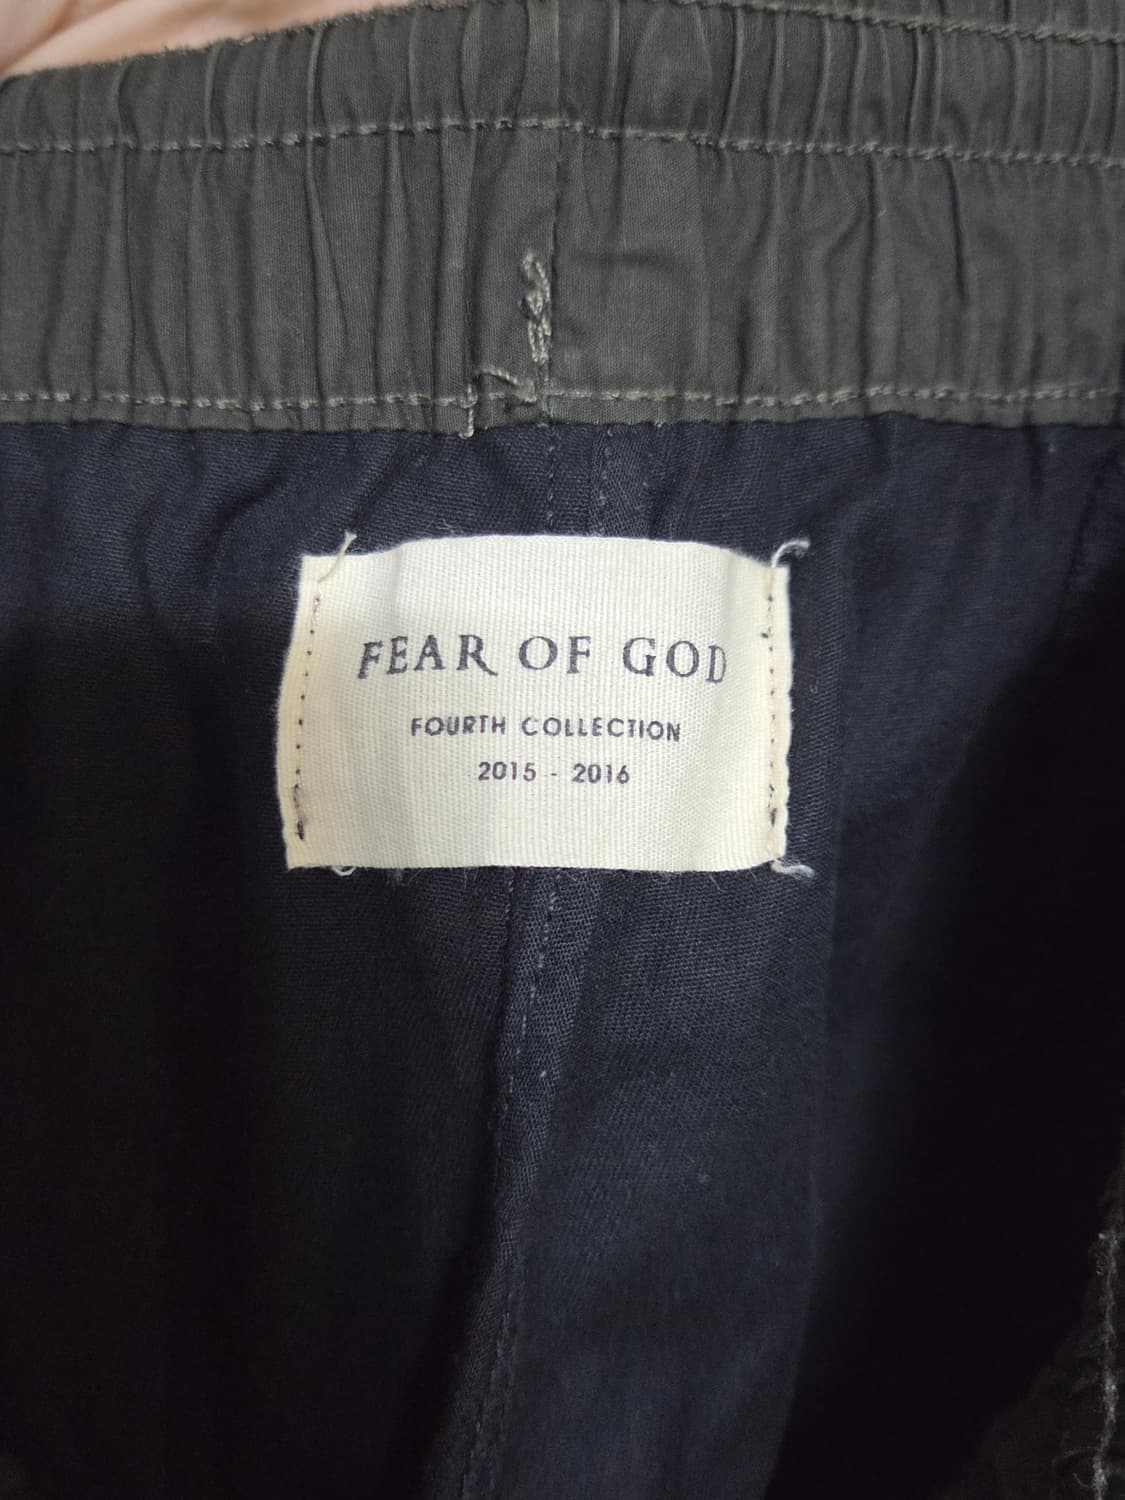 FEAR OF GOD
FOURTH COLLECTION
2015 - 2016